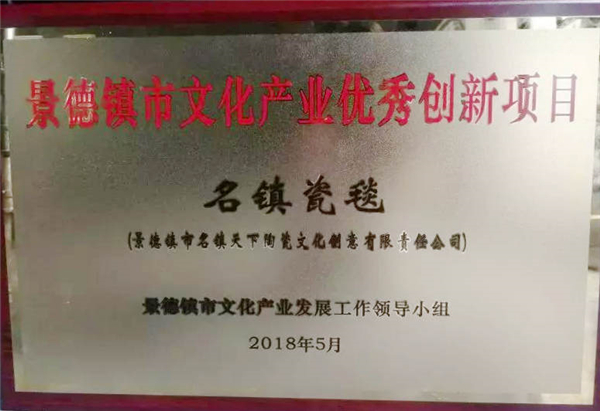 景德镇市文化产业优秀创新项目
名镇瓷毯
(景德镇市名镇天下陶瓷文化创意有限责任公司)
景德镇市文化产业发展工作领导小组
2018年5月